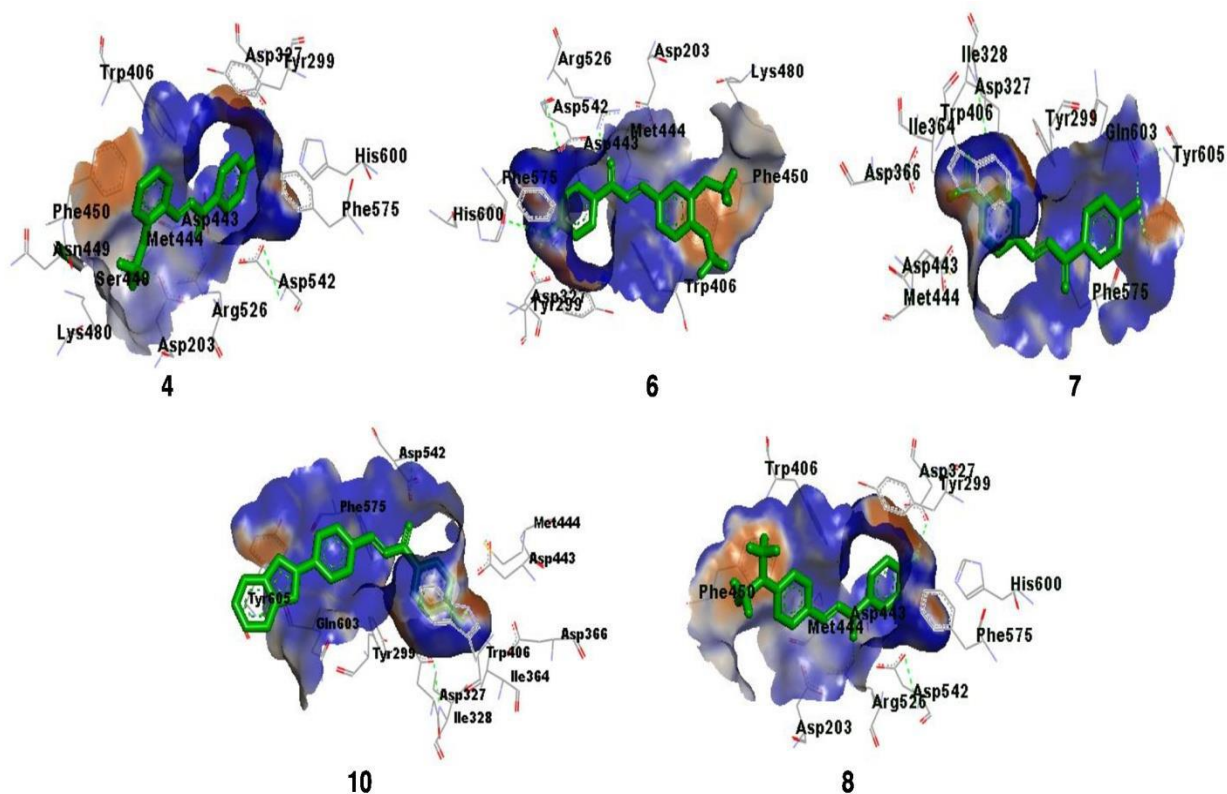 Asp327
Tyr299
Trp406
His600
Phe450
Asp443
Phe575
Met444
Asn449
Ser448
Asp542
Arg526
Lys480
Asp203
4
Arg526
Asp203
Lys480
Asp542
Met444
Asp443
Phe575
Phe450
His600
Asp327
Tyr299
Trp406
6
Ile328
Asp327
Trp406
Tyr299
Ile364
Gln603
Tyr605
Asp366
Asp443
Met444
Phe575
7
Asp542
Phe575
Met444
Asp443
Tyr605
Gln603
Tyr299
Trp406
Asp366
Ile364
Asp327
Ile328
10
Trp406
Asp327
Tyr299
Phe450
His600
Asp443
Met444
Phe575
Asp542
Arg526
Asp203
8